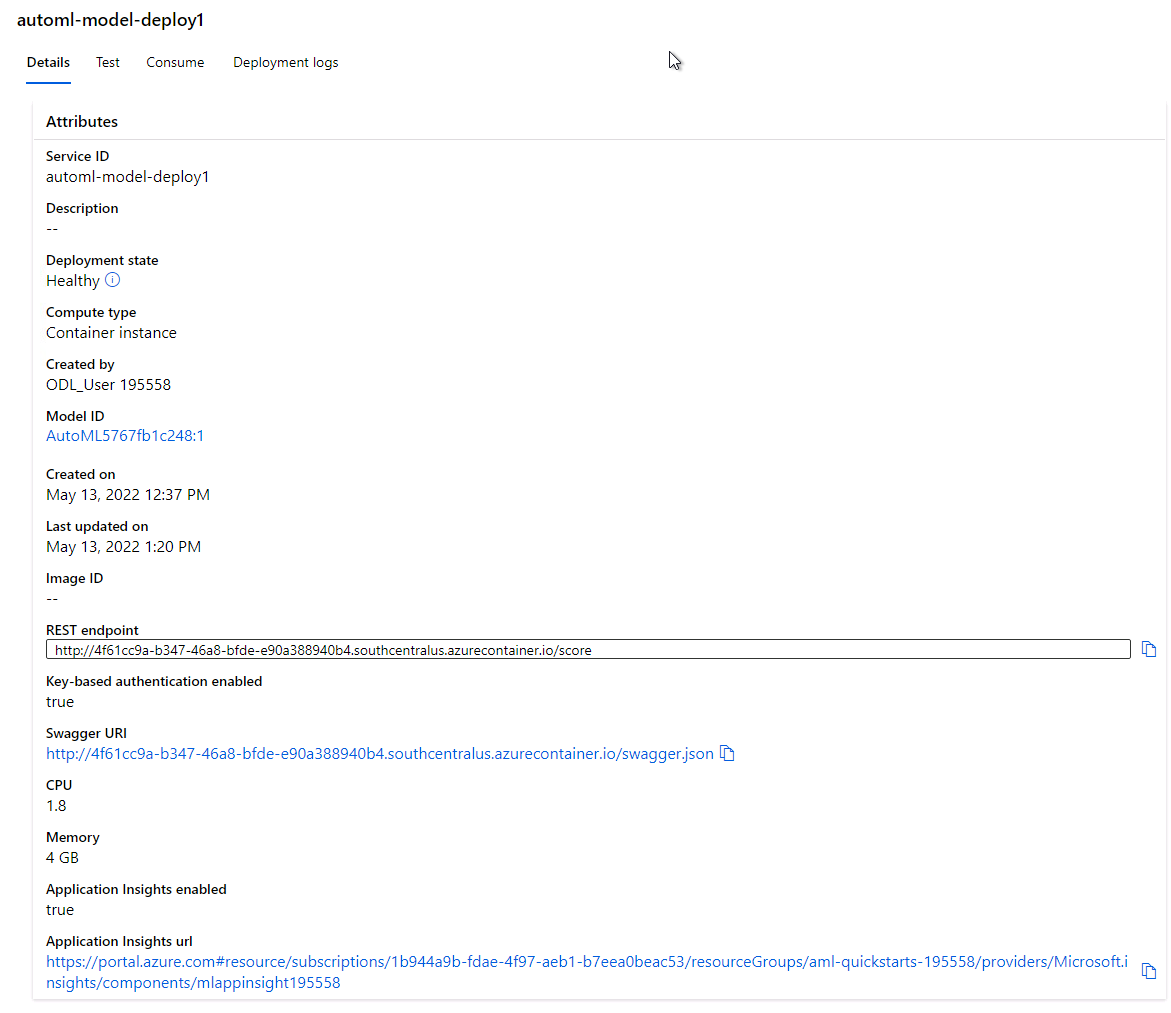 automl-model-deploy1
Details Test Consume Deployment logs
Attributes
Service ID
automl-model-deploy1
Description
--
Deployment state
Healthy
Compute type
Container instance
Created by
ODL_User 195558
Model ID
AutoML5767fb1c248:1
Created on
May 13, 2022 12:37 PM
Last updated on
May 13, 2022 1:20 PM
Image ID
--
REST endpoint
http://4f61cc9a-b347-46a8-bfde-e90a388940b4.southcentralus.azurecontainer.io/score
Key-based authentication enabled
true
Swagger URI
http://4f61cc9a-b347-46a8-bfde-e90a388940b4.southcentralus.azurecontainer.io/swagger.json
CPU
1.8
Memory
4 GB
Application Insights enabled
true
Application Insights url
https://portal.azure.com#resource/subscriptions/1b944a9b-fdae-4f97-aeb1-b7eea0beac53/resourceGroups/aml-quickstarts-195558/providers/Microsoft.i
nsights/components/mlappinsight195558